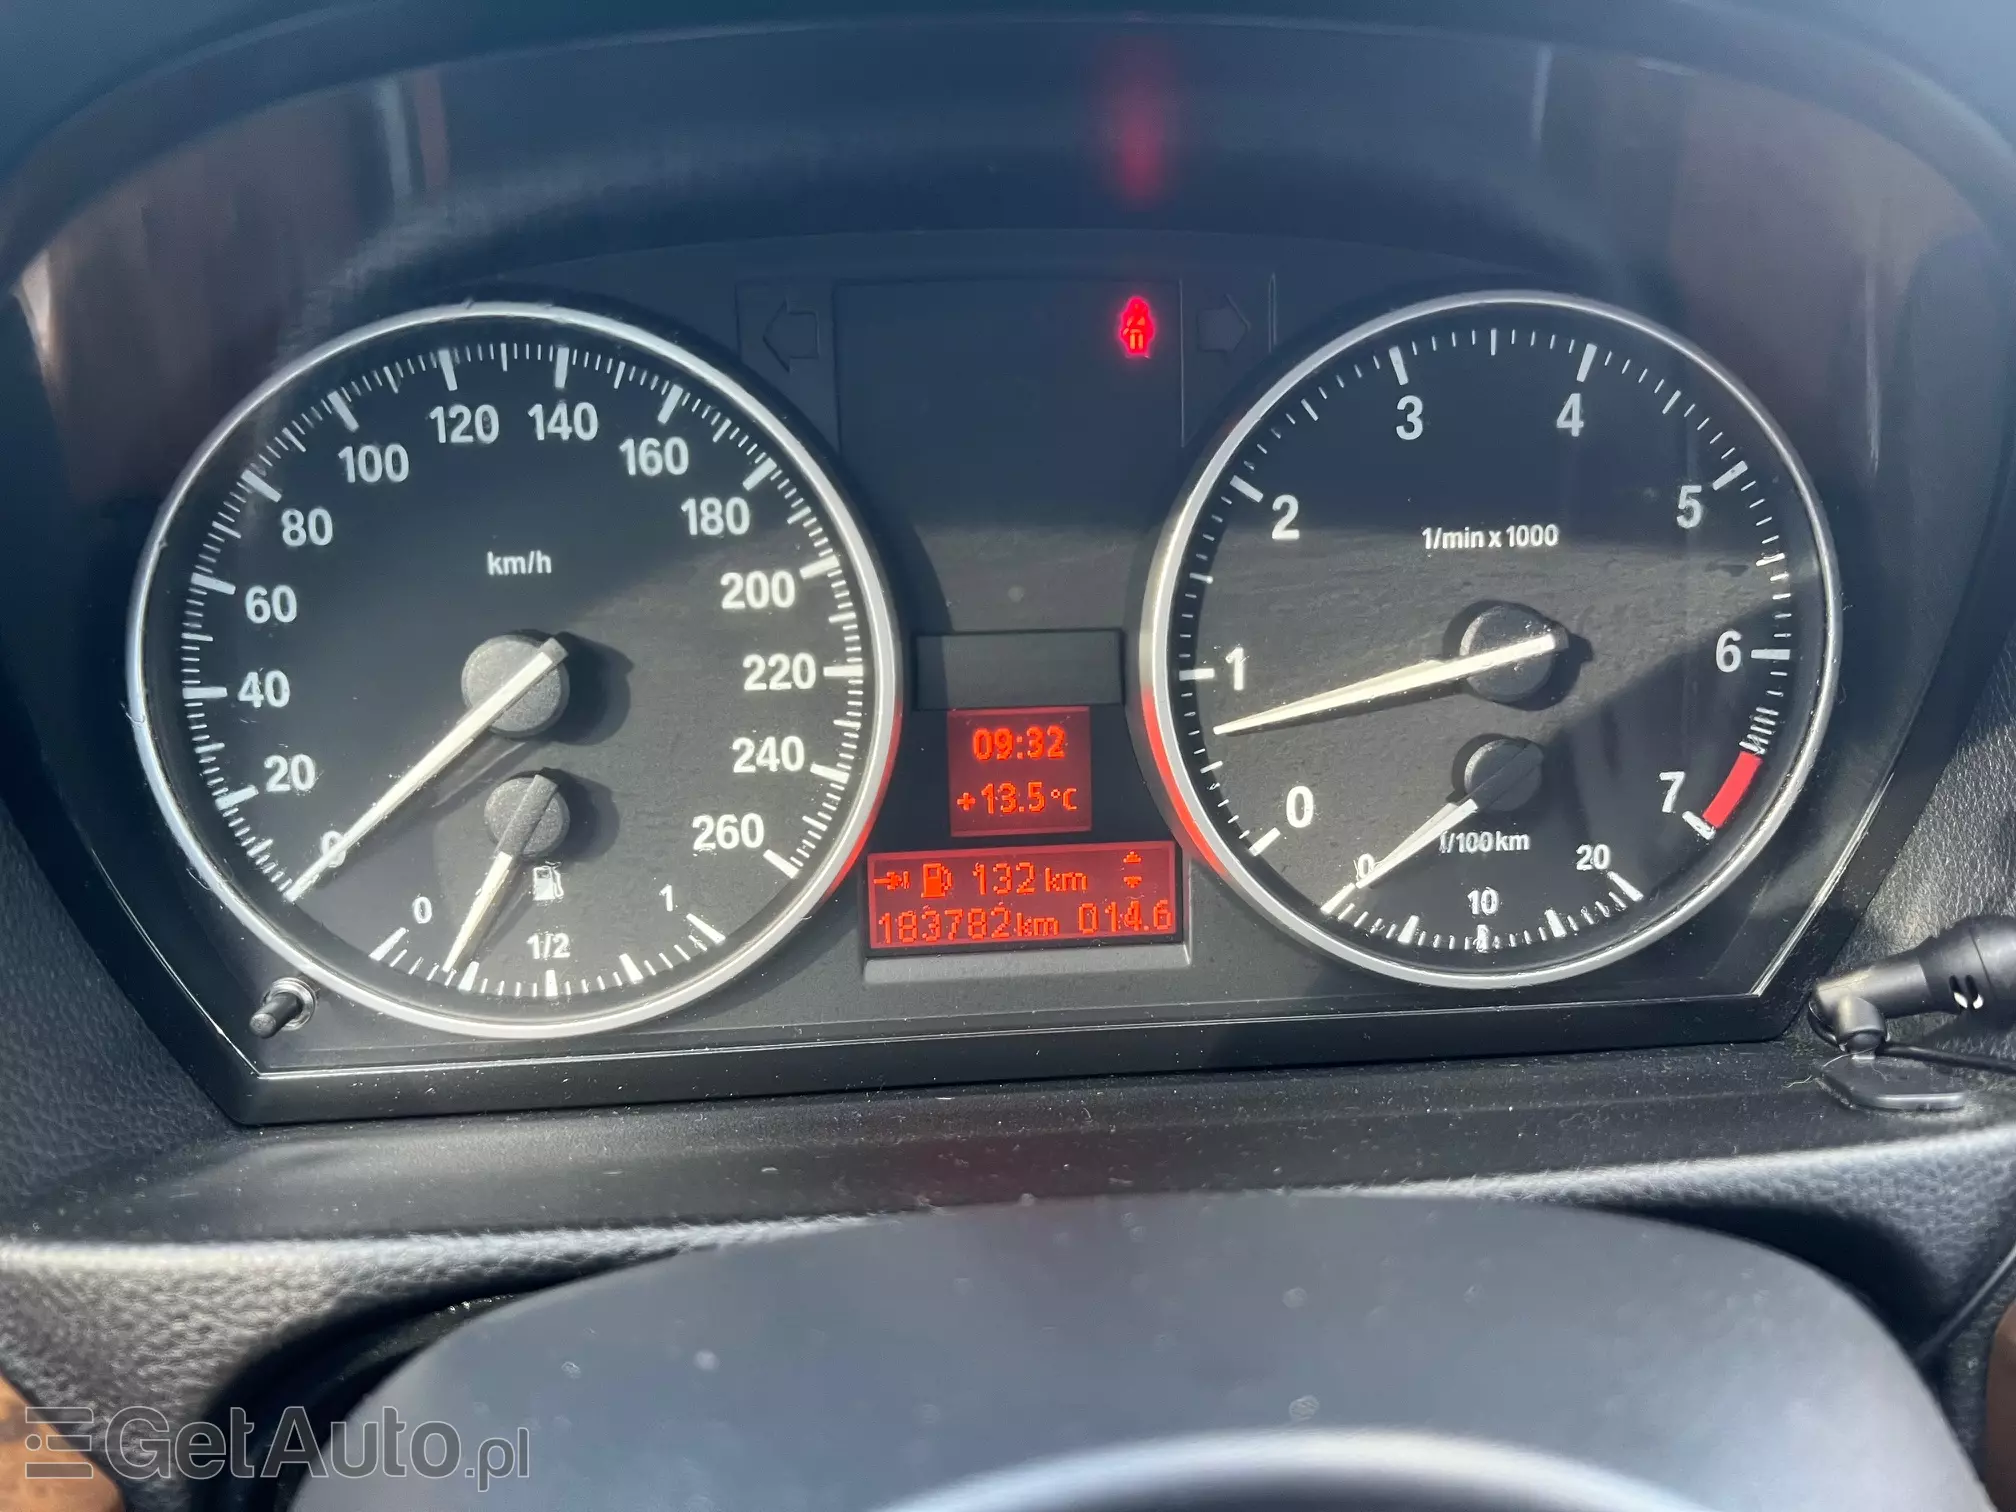 0 20 40 60 80 100 120 140 160 180 200 220 240 260
km/h
0 1/2 1
09:32
+13.5°C
132 km
183782 km 014.6
0 1 2 3 4 5 6 7
1/min x 1000
l/100km
0 10 20
GetAuto.pl